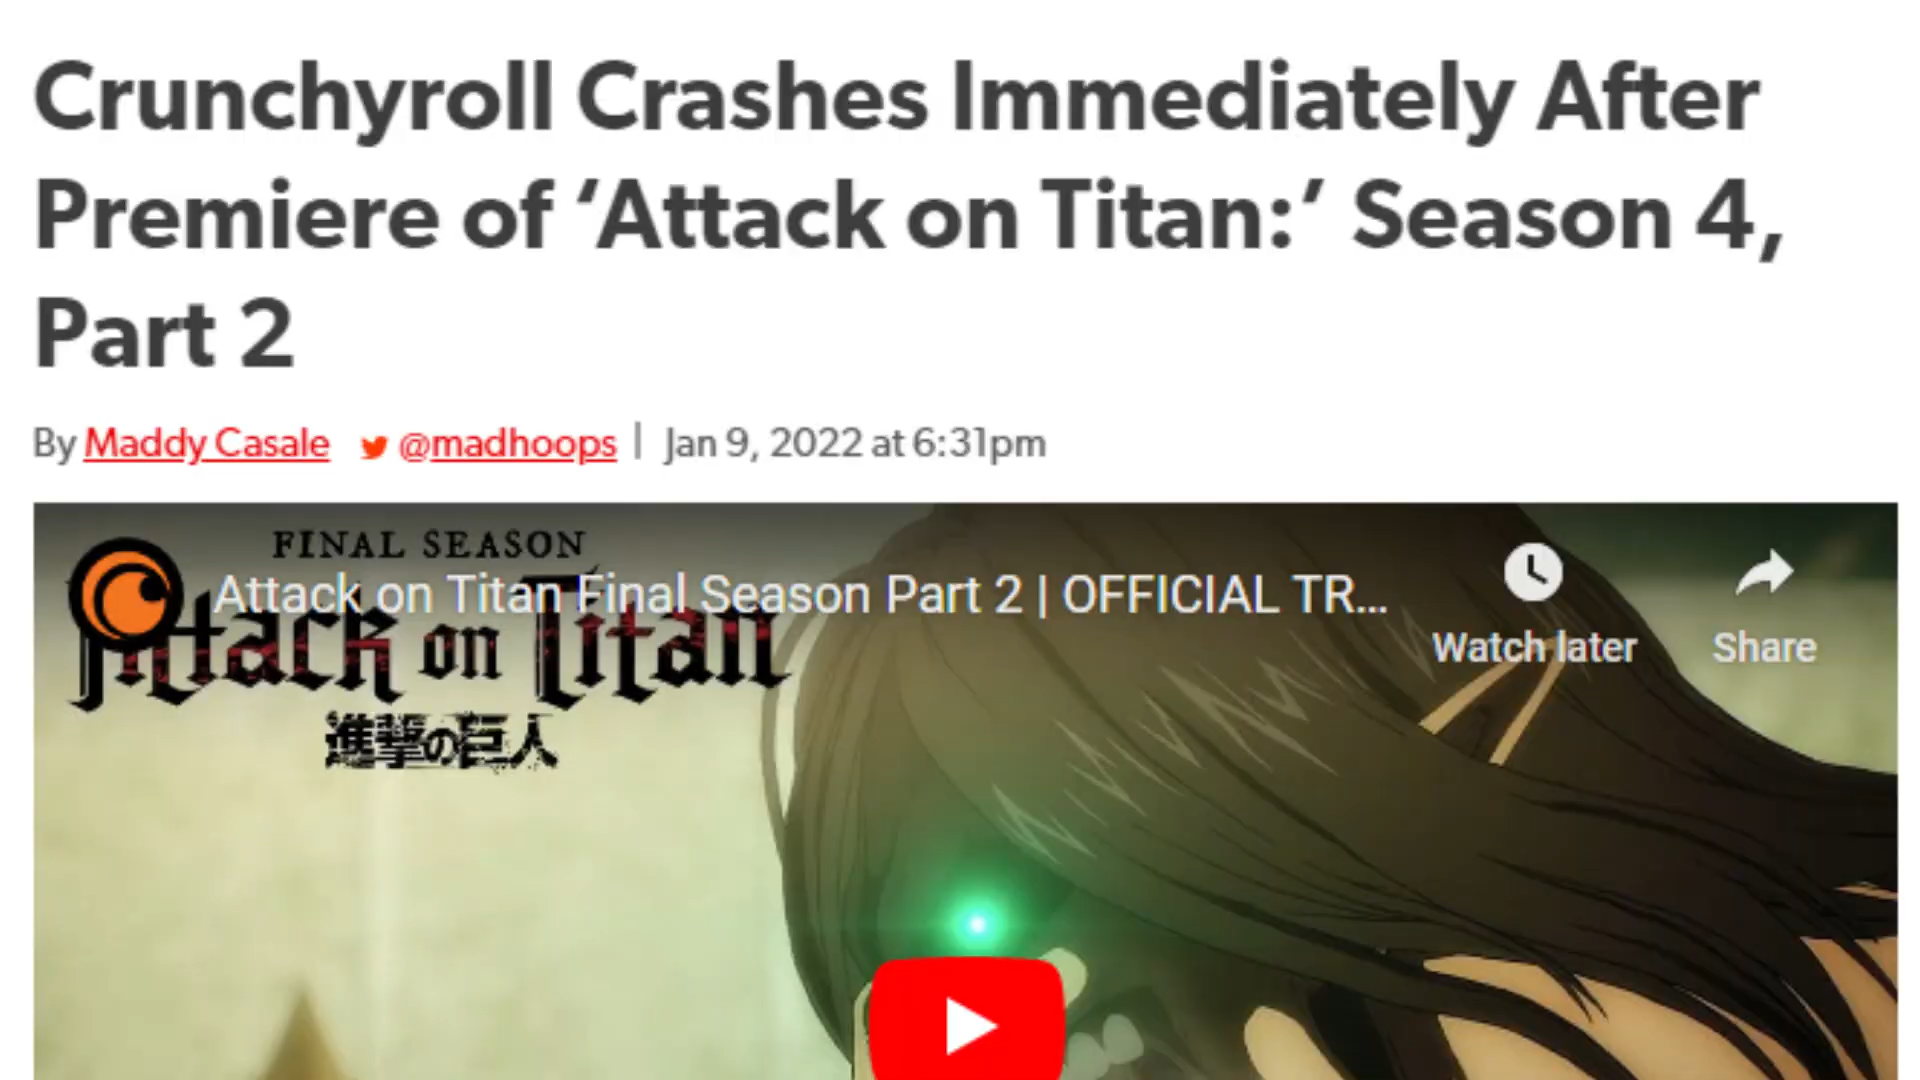 Crunchyroll Crashes Immediately After
Premiere of ‘Attack on Titan:’ Season 4,
Part 2
By Maddy Casale @madhoops | Jan 9, 2022 at 6:31pm
FINAL SEASON
Attack on Titan Final Season Part 2 | OFFICIAL TR...
Attack on Titan
Watch later
Share
進撃の巨人